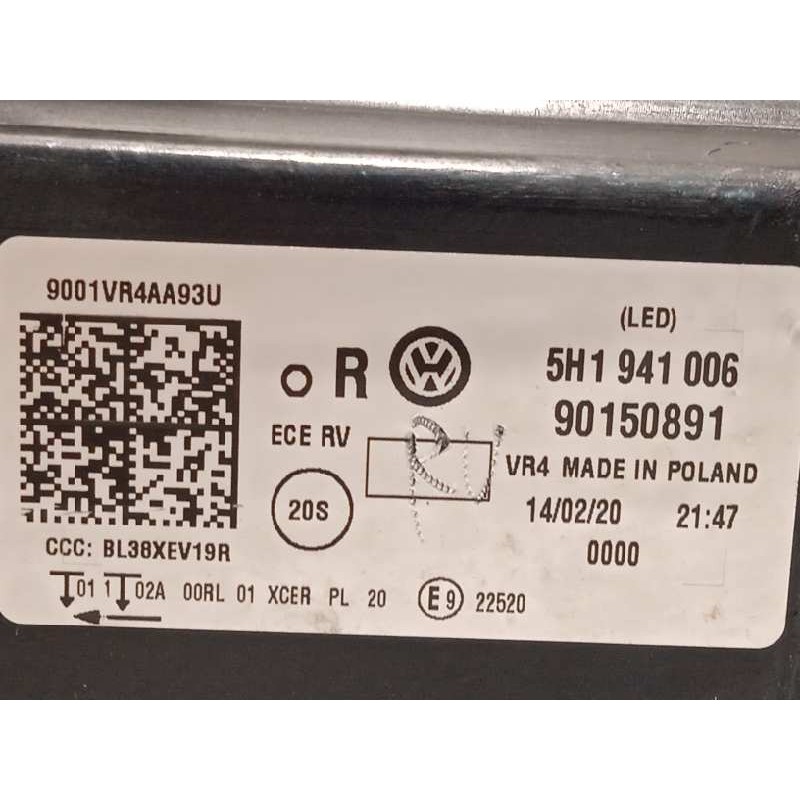 9001VR4AA93U
o R
ECE RV
20S
CCC: BL38XEV19R
(LED)
5H1 941 006
90150891
VR4 MADE IN POLAND
14/02/20 21:47
0000
01 1 02A 00RL 01 XCER PL 20 E9 22520